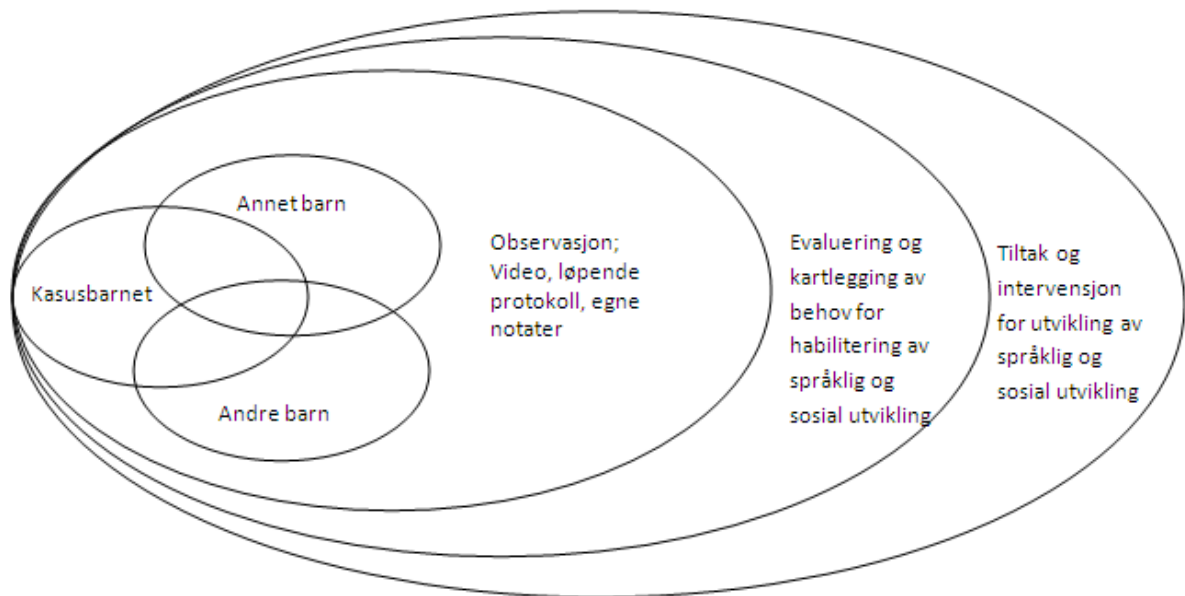 Annet barn
Kasusbarnet
Andre barn
Observasjon;
Video, løpende
protokoll, egne
notater
Evaluering og
kartlegging av
behov for
habilitering av
språklig og
sosial utvikling
Tiltak og
intervensjon
for utvikling av
språklig og
sosial utvikling